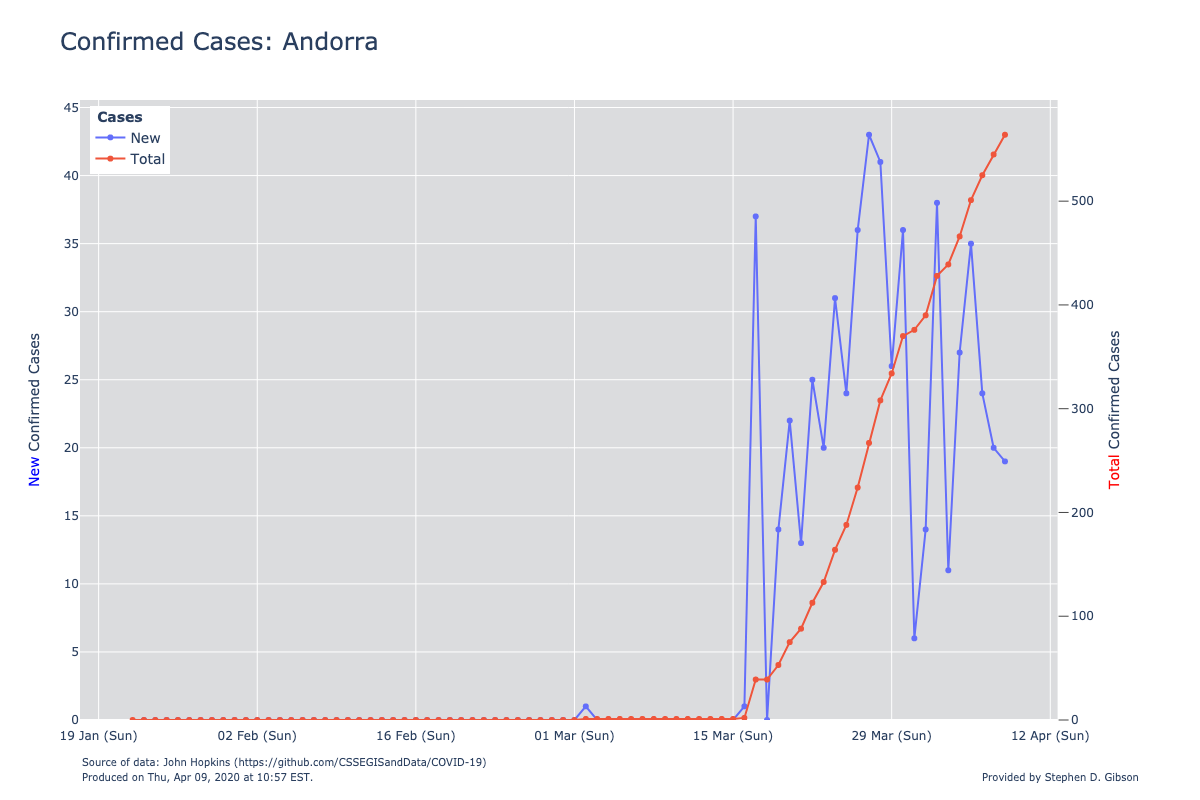 Confirmed Cases: Andorra
Cases
New
Total
45
40
35
30
25
20
15
10
5
0
New Confirmed Cases
500
400
300
200
100
0
Total Confirmed Cases
19 Jan (Sun)
02 Feb (Sun)
16 Feb (Sun)
01 Mar (Sun)
15 Mar (Sun)
29 Mar (Sun)
12 Apr (Sun)
Source of data: John Hopkins (https://github.com/CSSEGISandData/COVID-19)
Produced on Thu, Apr 09, 2020 at 10:57 EST.
Provided by Stephen D. Gibson